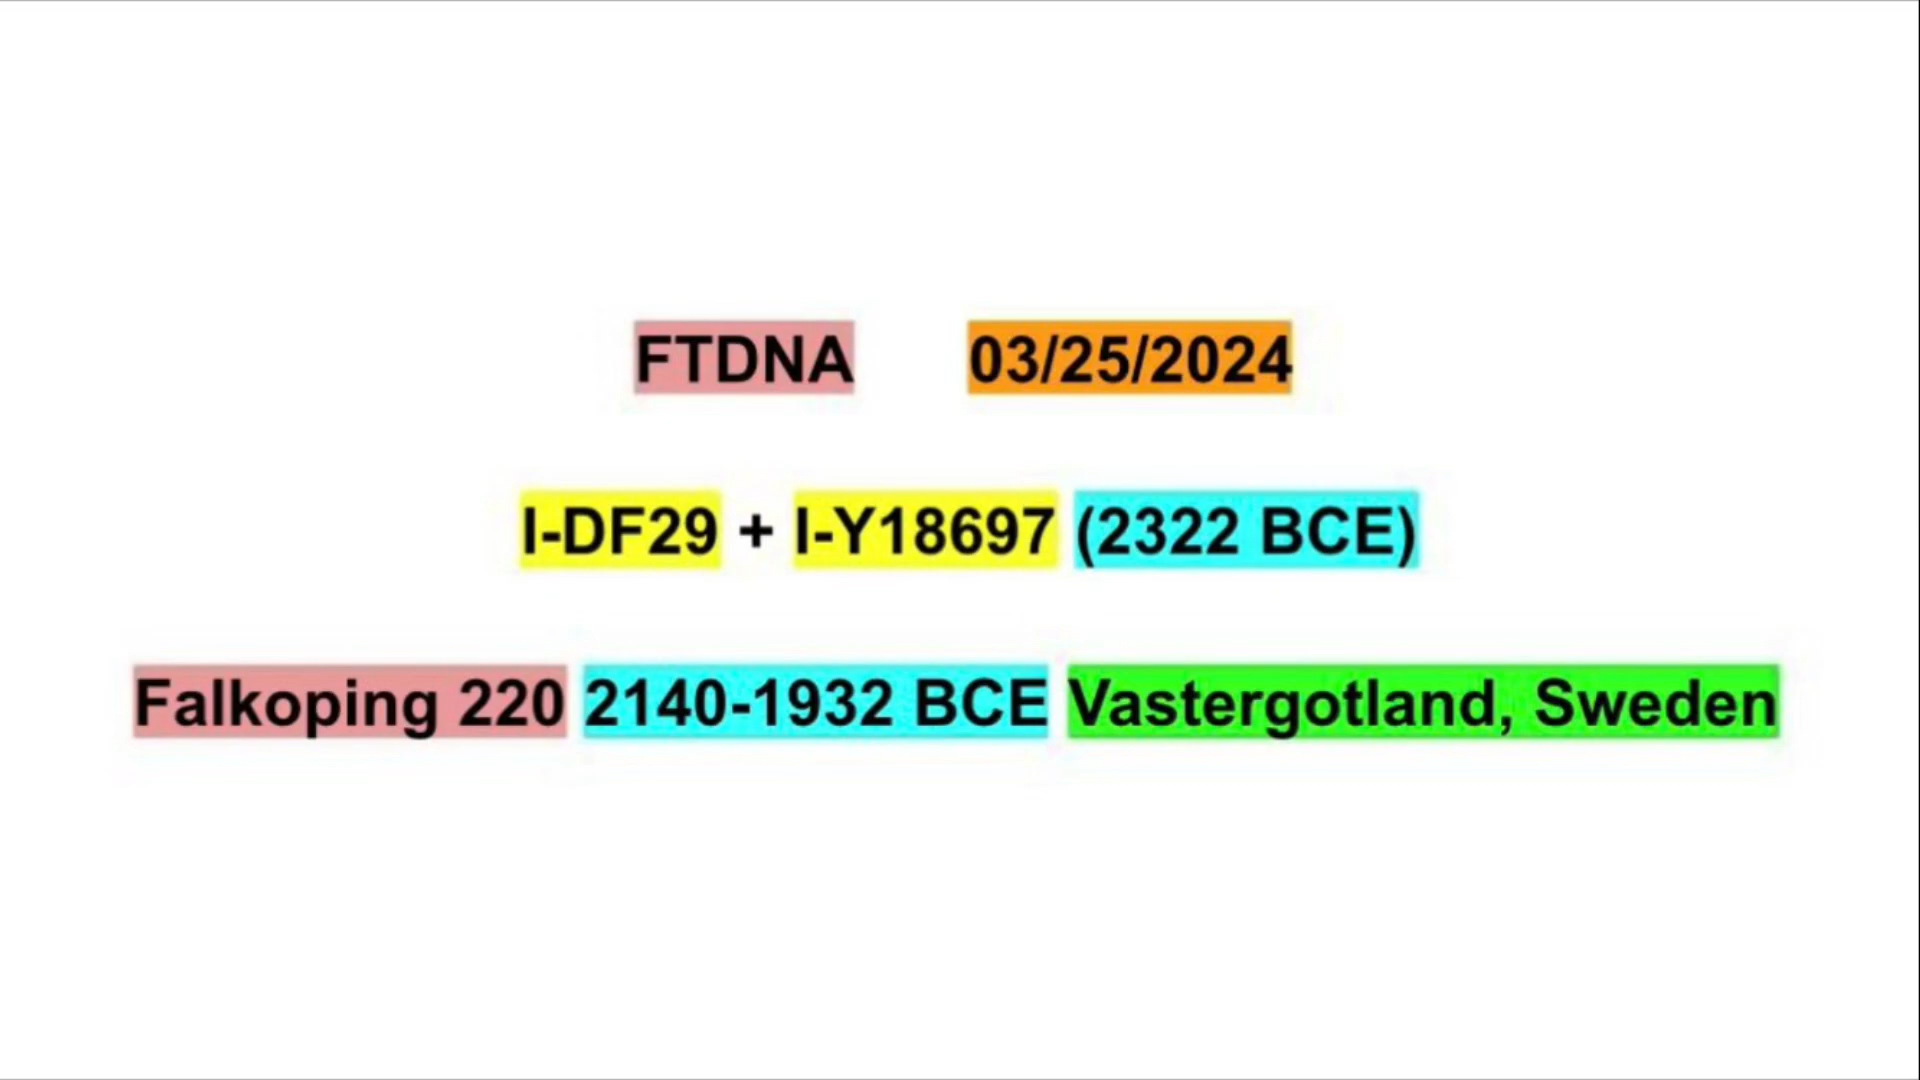 FTDNA 03/25/2024
I-DF29 + I-Y18697 (2322 BCE)
Falkoping 220 2140-1932 BCE Vastergotland, Sweden